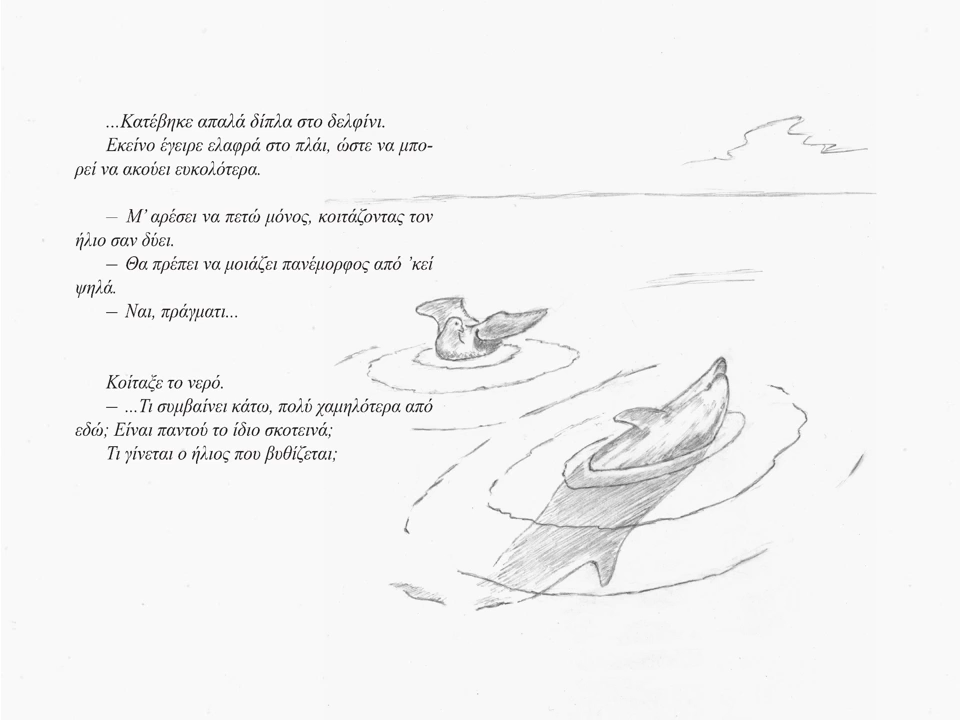 ...Κατέβηκε απαλά δίπλα στο δελφίνι.
Εκείνο έγειρε ελαφρά στο πλάι, ώστε να μπο-
ρεί να ακούει ευκολότερα.
— Μ’ αρέσει να πετώ μόνος, κοιτάζοντας τον
ήλιο σαν δύει.
— Θα πρέπει να μοιάζει πανέμορφος από ’κεί
ψηλά.
— Ναι, πράγματι...
Κοίταξε το νερό.
— ...Τι συμβαίνει κάτω, πολύ χαμηλότερα από
εδώ; Είναι παντού το ίδιο σκοτεινά;
Τι γίνεται ο ήλιος που βυθίζεται;